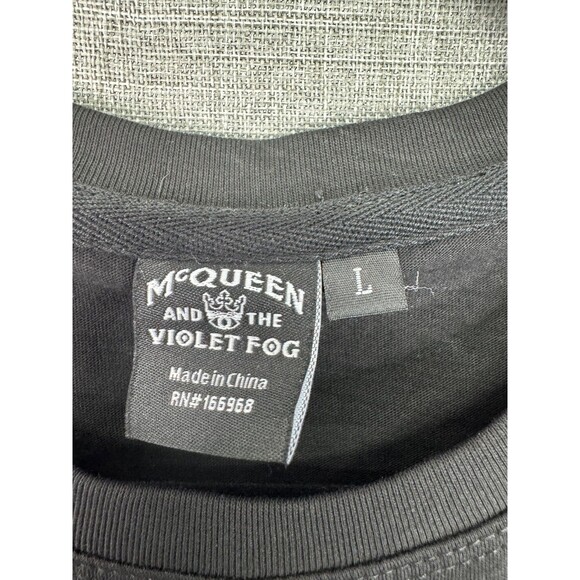 McQUEEN
AND THE
VIOLET FOG
Made in China
RN#166968
L